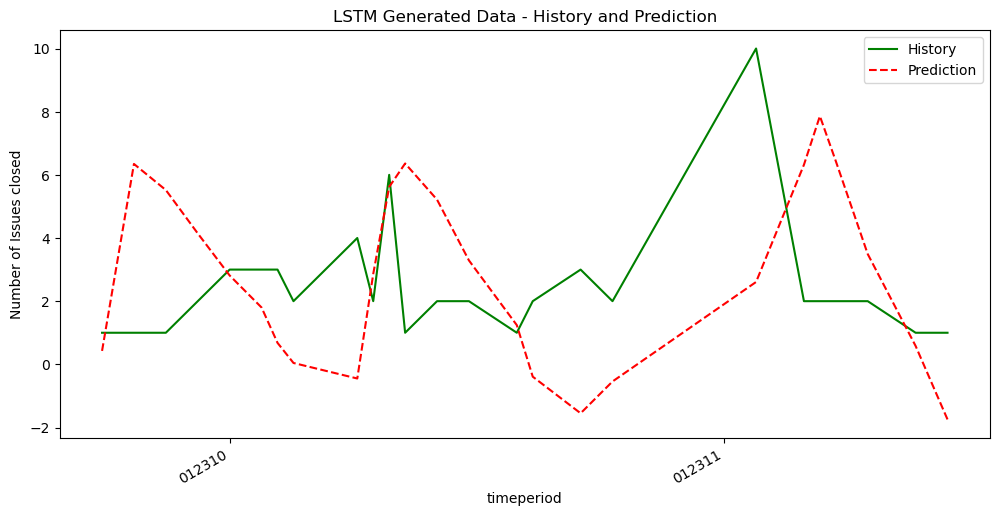 LSTM Generated Data - History and Prediction
History
Prediction
Number of Issues closed
10
8
6
4
2
0
−2
012310
012311
timeperiod